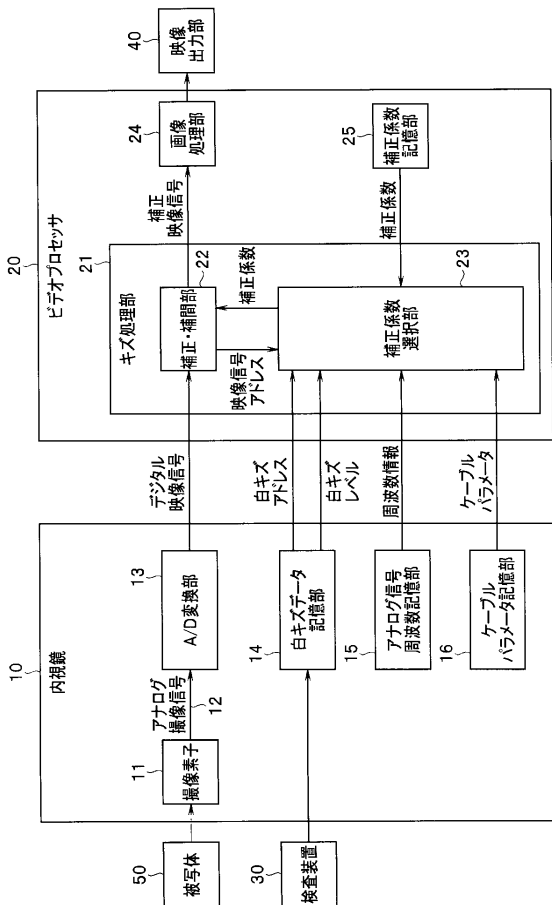 50
被写体
30
検査装置
10
内視鏡
11
撮像素子
アナログ
撮像信号
12
13
A/D変換部
14
白キズデータ
記憶部
15
アナログ信号
周波数記憶部
16
ケーブル
パラメータ記憶部
デジタル
映像信号
白キズ
アドレス
白キズ
レベル
周波数情報
ケーブル
パラメータ
20
ビデオプロセッサ
21
キズ処理部
22
補正・補間部
映像信号
アドレス
補正係数
23
補正係数
選択部
補正
映像信号
補正係数
24
画像
処理部
25
補正係数
記憶部
40
映像
出力部